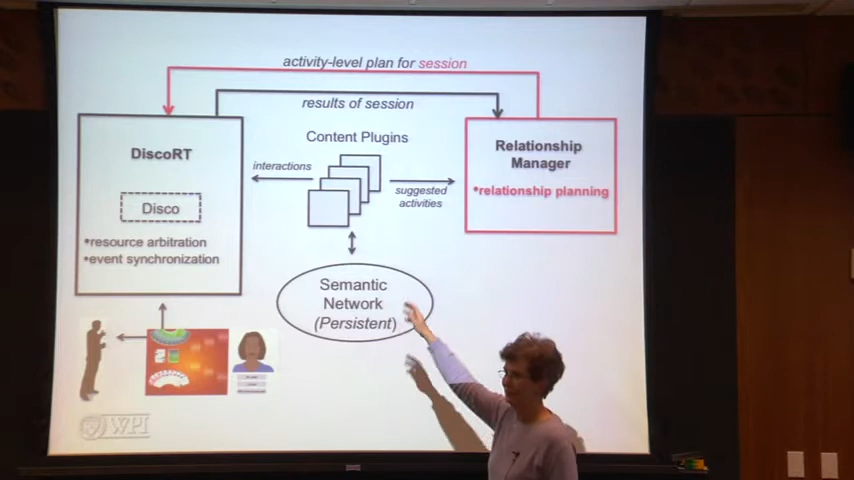 activity-level plan for session
results of session
Content Plugins
DiscoRT
Relationship
Manager
interactions
suggested
activities
•relationship planning
Disco
•resource arbitration
•event synchronization
Semantic
Network
(Persistent)
WPI